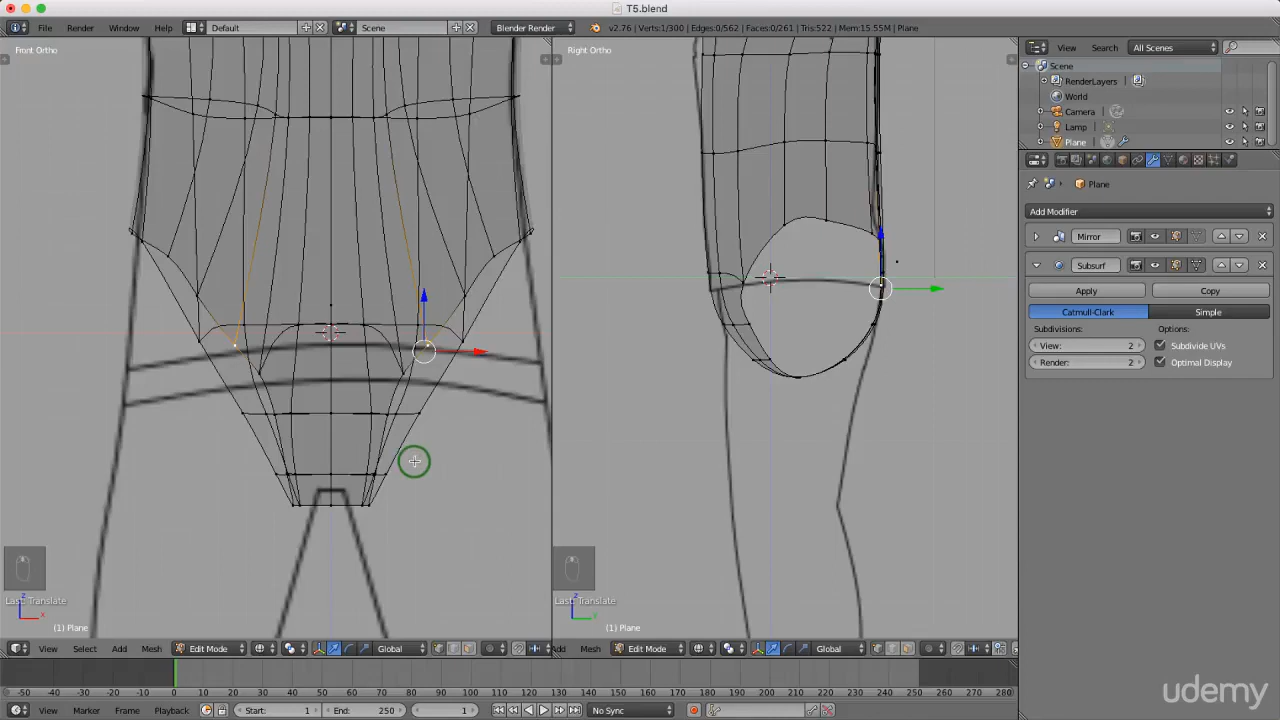 T5.blend
File Render Window Help Default Scene Blender Render v2.76 | Verts:1/300 | Edges:0/562 | Faces:0/261 | Tris:522 | Mem:15.55M | Plane
Front Ortho
Right Ortho
View Search All Scenes
Scene
RenderLayers
World
Camera
Lamp
Plane
Plane
Add Modifier
Mirror
Subsurf
Apply Copy
Catmull-Clark Simple
Subdivisions: Options:
View: 2 Subdivide UVs
Render: 2 Optimal Display
Last: Translate
z x
(1) Plane
Last: Translate
z y
(1) Plane
View Select Add Mesh Edit Mode Global
Add Mesh Edit Mode Global
-50 -40 -30 -20 -10 0 10 20 30 40 50 60 70 80 90 100 110 120 130 140 150 160 170 180 190 200 210 220 230 240 250 260 270 280
View Marker Frame Playback Start: 1 End: 250 1 No Sync
udemy